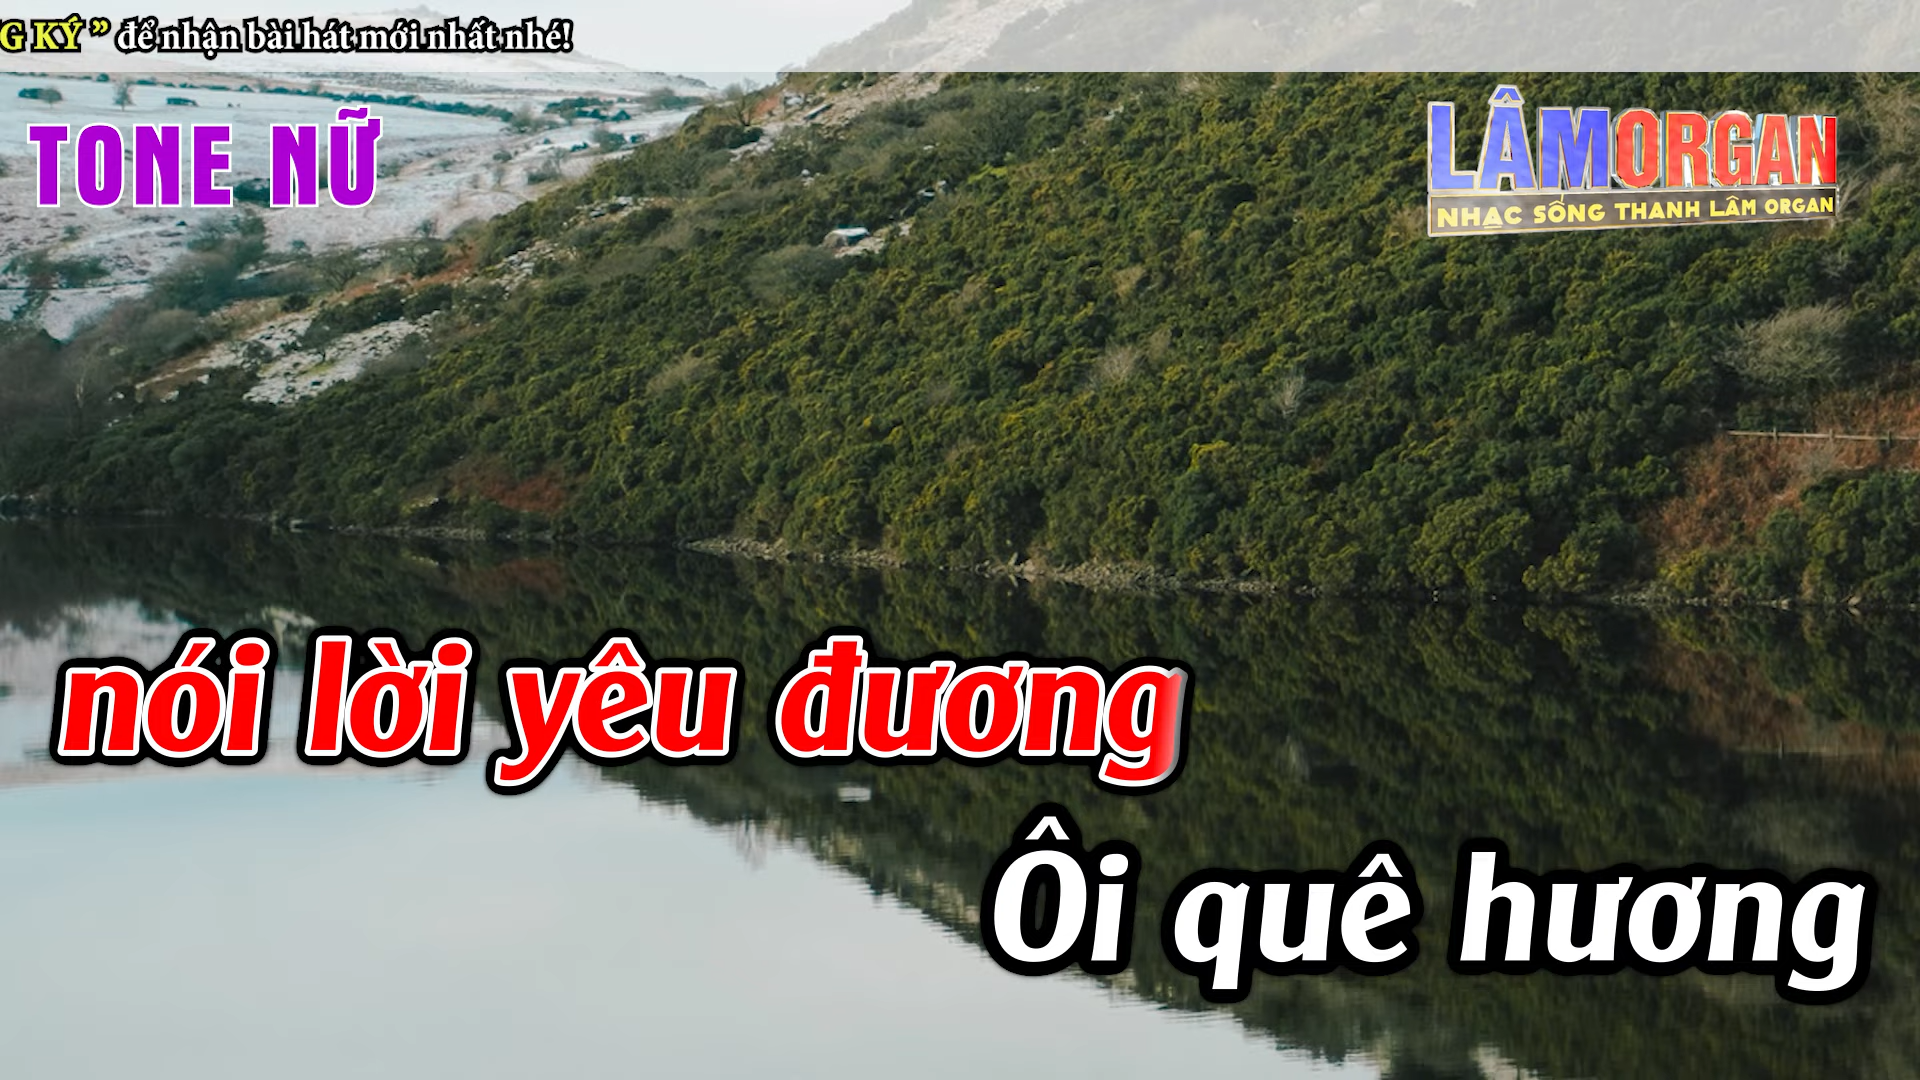 G KÝ ” để nhận bài hát mới nhất nhé!
TONE NỮ
LÂMORGAN
NHẠC SỐNG THANH LÂM ORGAN
nói lời yêu đương
Ôi quê hương